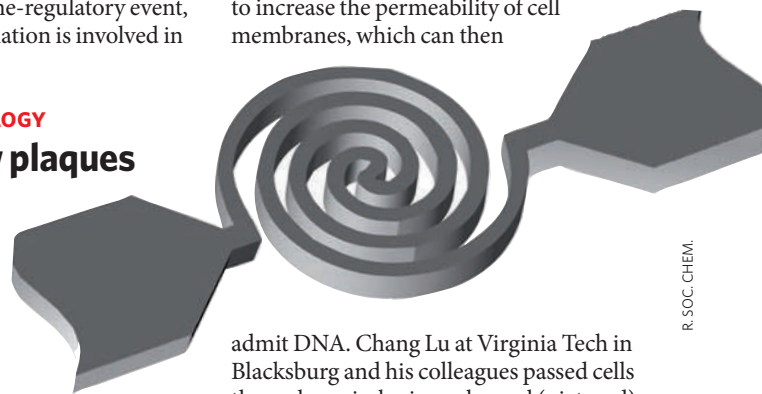 ne-regulatory event,
ation is involved in
OGY
plaques
to increase the permeability of cell
membranes, which can then
R. SOC. CHEM.
admit DNA. Chang Lu at Virginia Tech in
Blacksburg and his colleagues passed cells